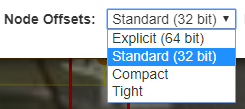 Node Offsets: Standard (32 bit)
Explicit (64 bit)
Standard (32 bit)
Compact
Tight